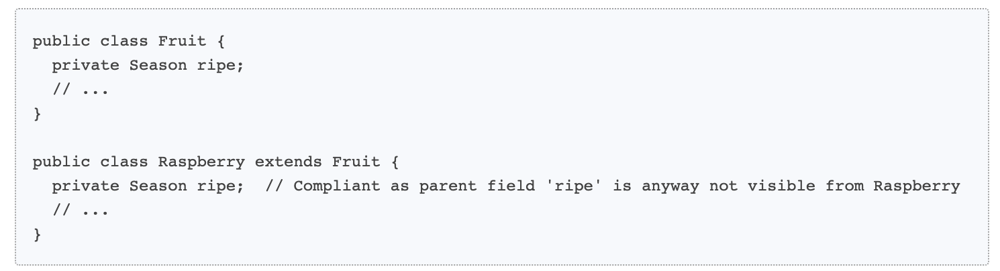 public class Fruit {
  private Season ripe;
  // ...
}

public class Raspberry extends Fruit {
  private Season ripe;  // Compliant as parent field 'ripe' is anyway not visible from Raspberry
  // ...
}